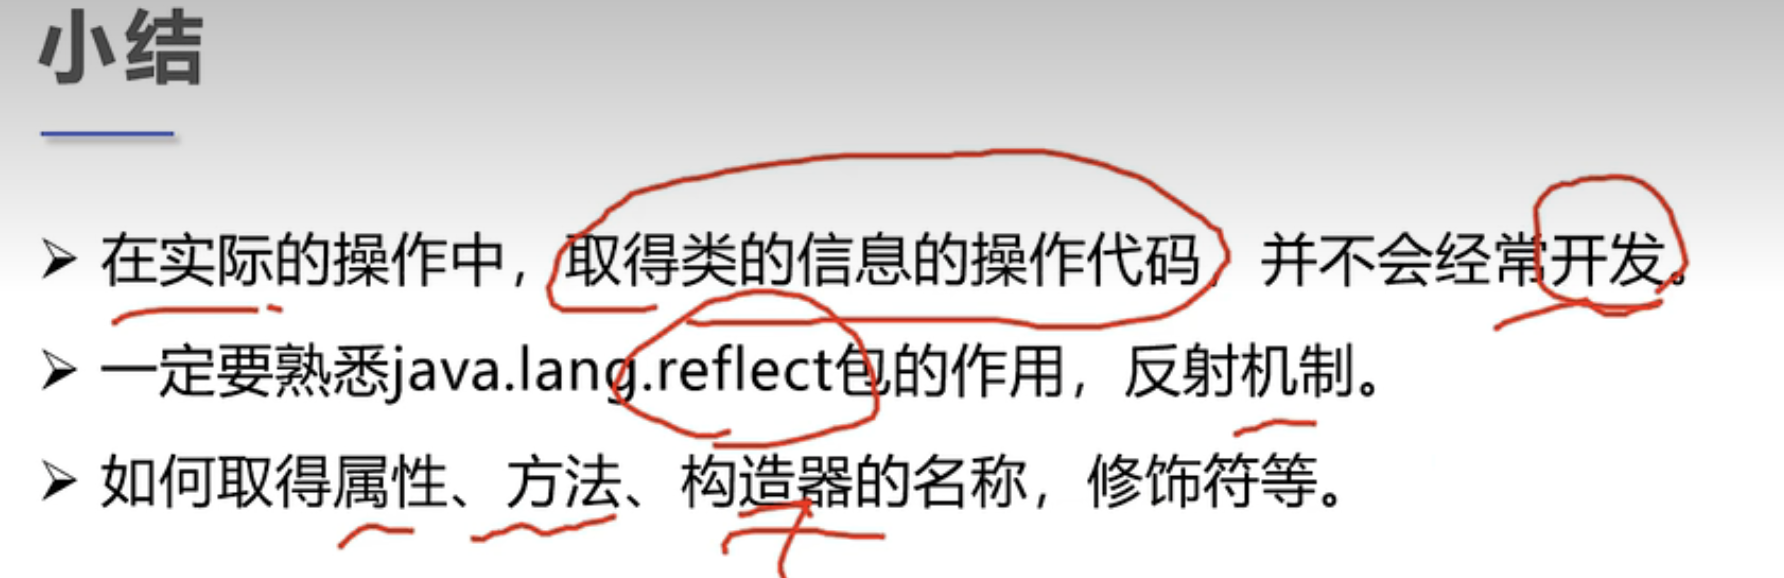 小结
在实际的操作中，取得类的信息的操作代码，并不会经常开发。
一定要熟悉java.lang.reflect包的作用，反射机制。
如何取得属性、方法、构造器的名称，修饰符等。